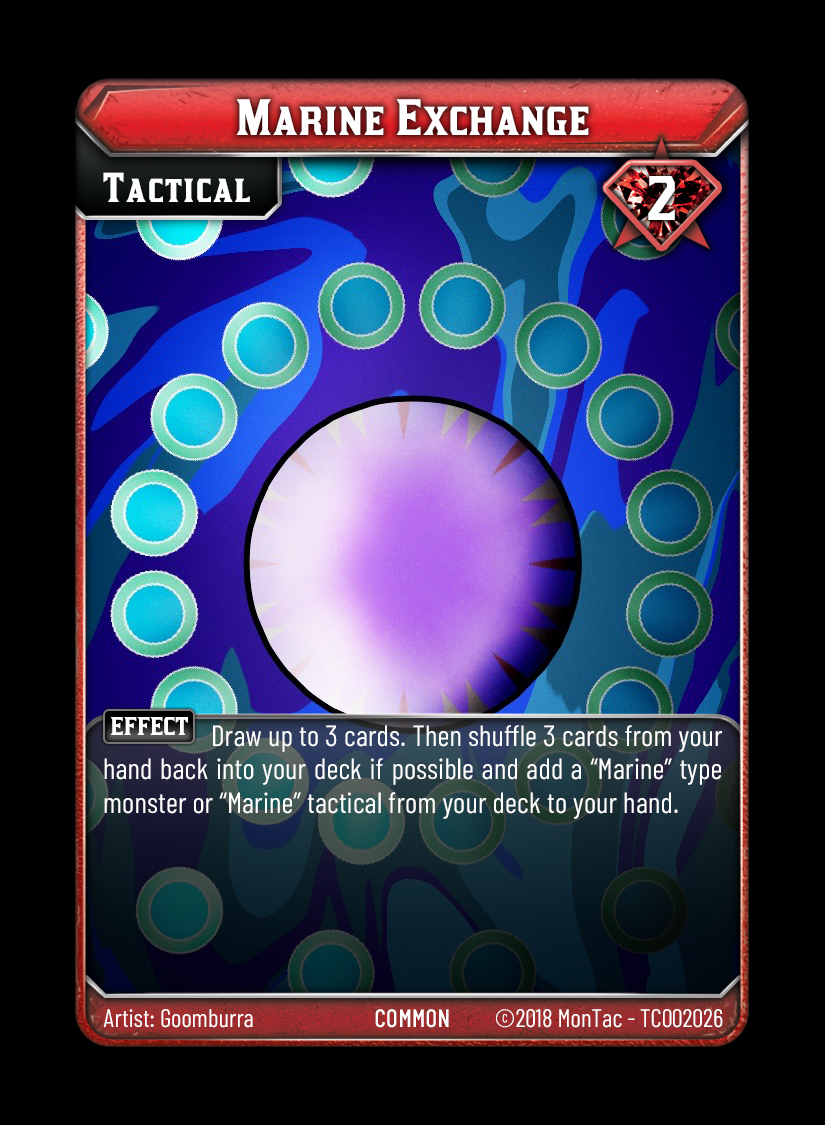 Marine Exchange
Tactical
2
EFFECT Draw up to 3 cards. Then shuffle 3 cards from your
hand back into your deck if possible and add a “Marine” type
monster or “Marine” tactical from your deck to your hand.
Artist: Goomburra COMMON ©2018 MonTac - TC002026